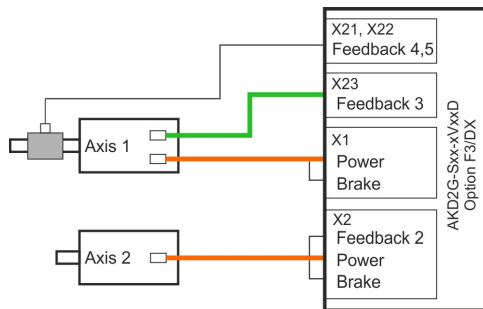 X21, X22
Feedback 4,5
X23
Feedback 3
X1
Power
Brake
X2
Feedback 2
Power
Brake
Axis 1
Axis 2
AKD2G-Sxx-xVxxD
Option F3/DX